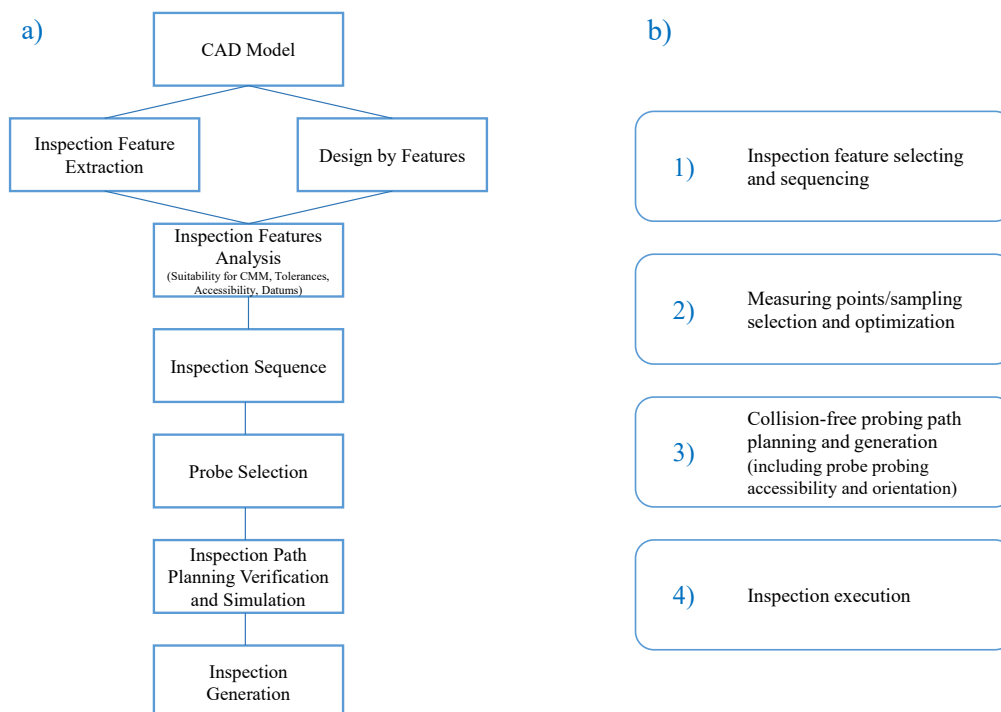 a)
CAD Model
Inspection Feature
Extraction
Design by Features
Inspection Features
Analysis
(Suitability for CMM, Tolerances,
Accessibility, Datums)
Inspection Sequence
Probe Selection
Inspection Path
Planning Verification
and Simulation
Inspection
Generation
b)
1)
Inspection feature selecting
and sequencing
2)
Measuring points/sampling
selection and optimization
3)
Collision-free probing path
planning and generation
(including probe probing
accessibility and orientation)
4)
Inspection execution